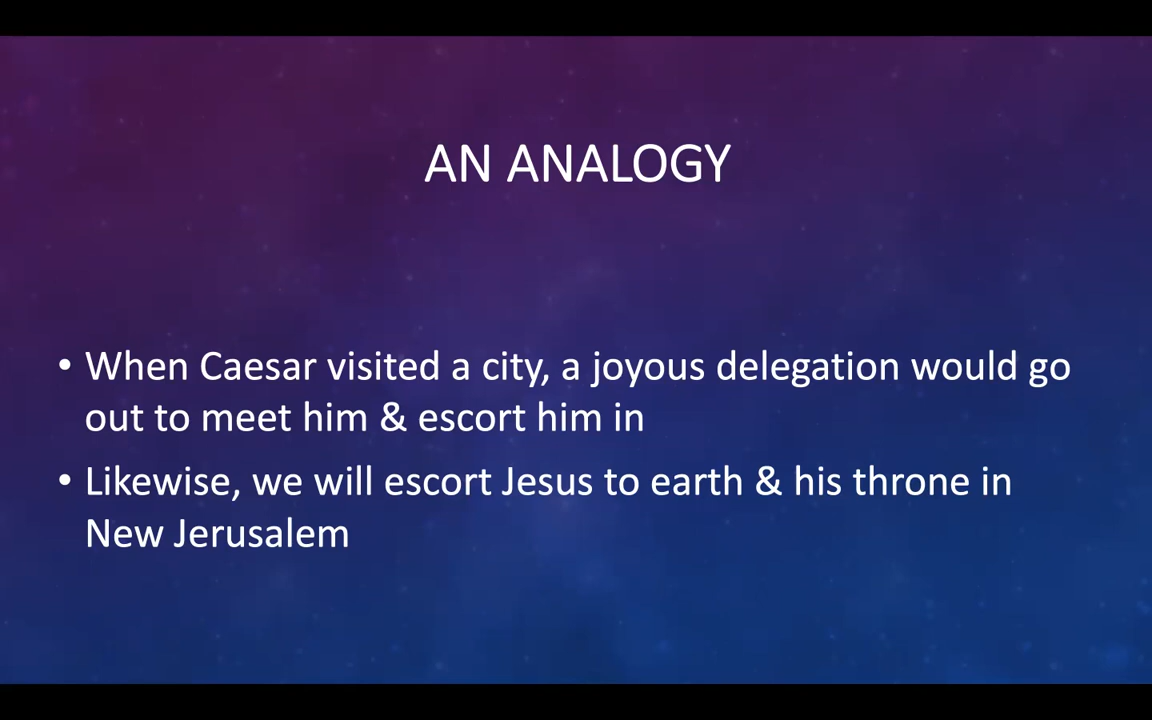 AN ANALOGY
• When Caesar visited a city, a joyous delegation would go
out to meet him & escort him in
• Likewise, we will escort Jesus to earth & his throne in
New Jerusalem